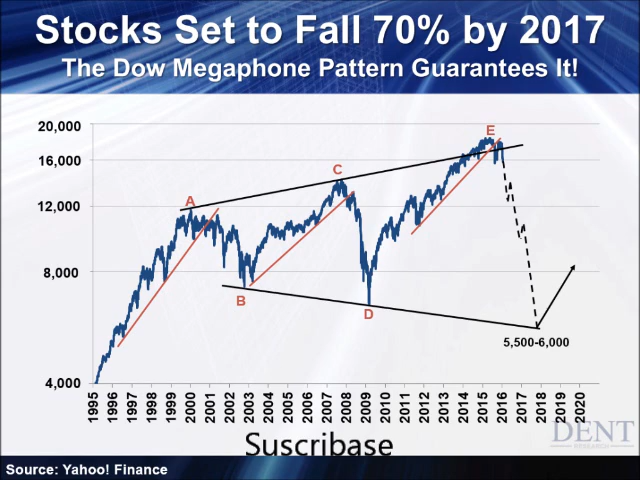 Stocks Set to Fall 70% by 2017
The Dow Megaphone Pattern Guarantees It!
20,000
16,000
12,000
8,000
4,000
A
B
C
D
E
5,500-6,000
1995 1996 1997 1998 1999 2000 2001 2002 2003 2004 2005 2006 2007 2008 2009 2010 2011 2012 2013 2014 2015 2016 2017 2018 2019 2020
DENT
RESEARCH
Suscribase
Source: Yahoo! Finance